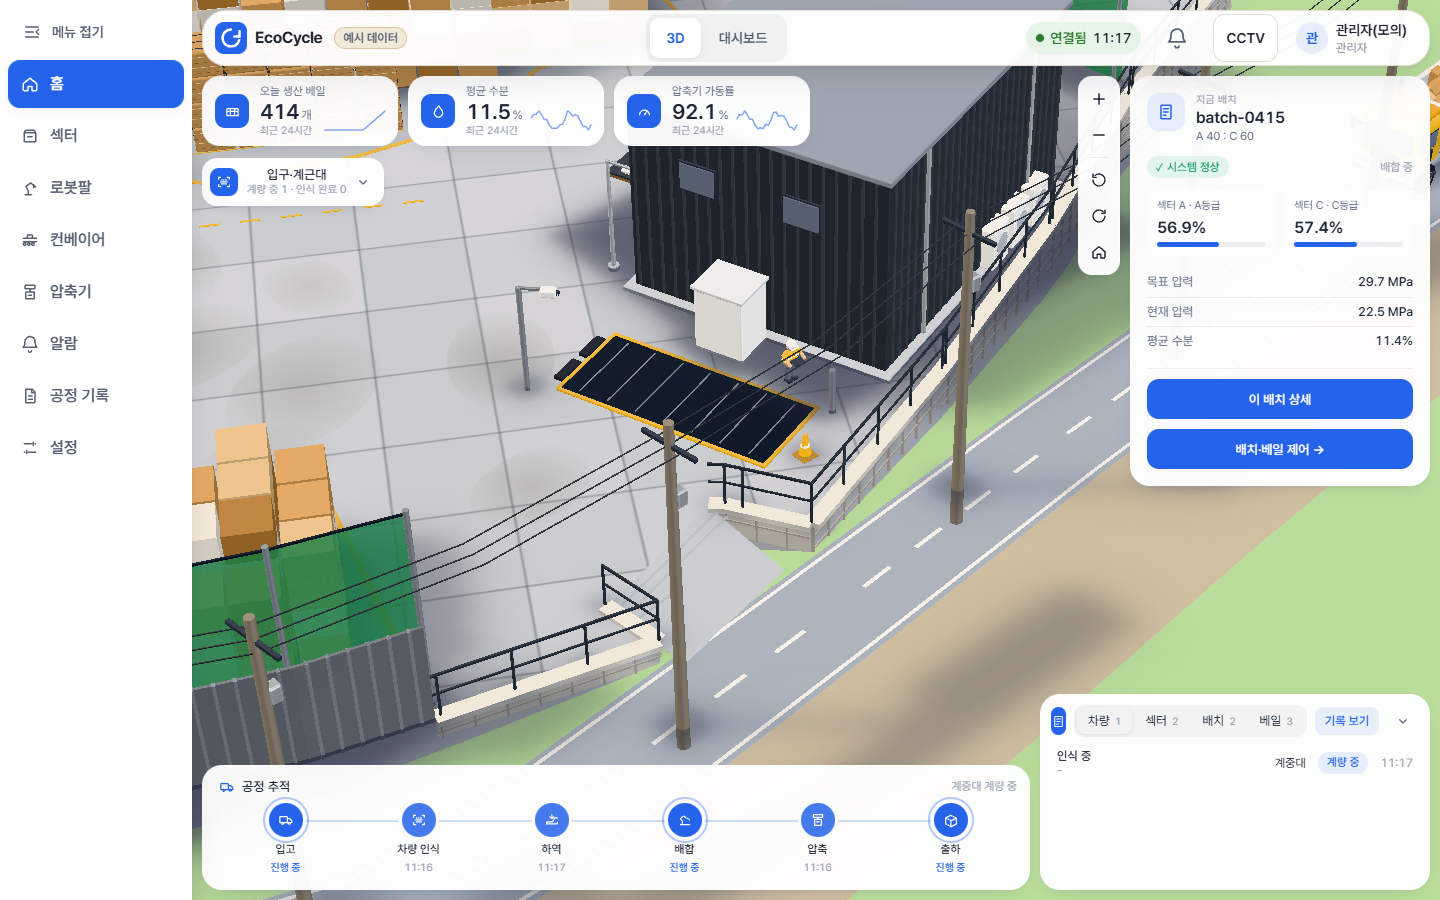 메뉴 접기
홈
섹터
로봇팔
컨베이어
압축기
알람
공정 기록
설정
EcoCycle
예시 데이터
3D
대시보드
연결됨 11:17
CCTV
관
관리자(모의)
관리자
오늘 생산 베일
414개
최근 24시간
평균 수분
11.5%
최근 24시간
압축기 가동률
92.1%
최근 24시간
입구·계근대
계량 중 1 · 인식 완료 0
지금 배치
batch-0415
A 40 : C 60
✓ 시스템 정상
배합 중
섹터 A · A등급
56.9%
섹터 C · C등급
57.4%
목표 압력 29.7 MPa
현재 압력 22.5 MPa
평균 수분 11.4%
이 배치 상세
배치·베일 제어 →
공정 추적
계중대 계량 중
입고
진행 중
차량 인식
11:16
하역
11:17
배합
진행 중
압축
11:16
출하
진행 중
차량 1 섹터 2 배치 2 베일 3 기록 보기
인식 중
–
계중대 계량 중 11:17